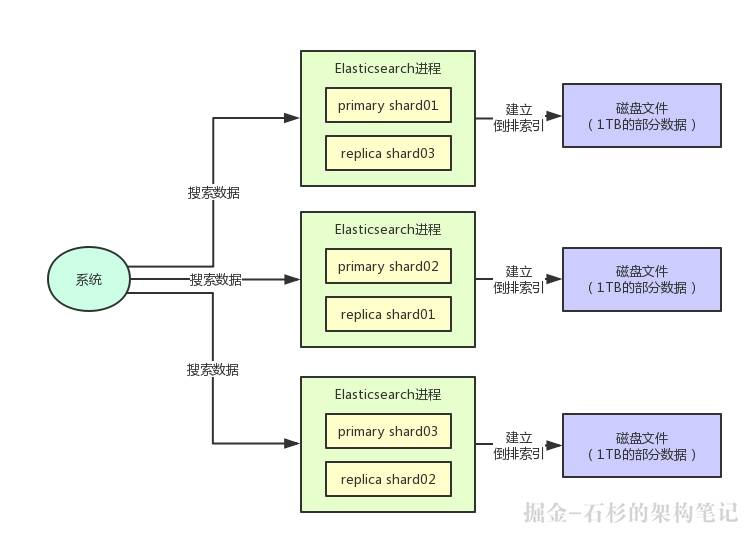 Elasticsearch进程
primary shard01
replica shard03
建立
倒排索引
磁盘文件
（1TB的部分数据）
搜索数据
系统
搜索数据
Elasticsearch进程
primary shard02
replica shard01
建立
倒排索引
磁盘文件
（1TB的部分数据）
搜索数据
Elasticsearch进程
primary shard03
replica shard02
建立
倒排索引
磁盘文件
（1TB的部分数据）
掘金-石杉的架构笔记